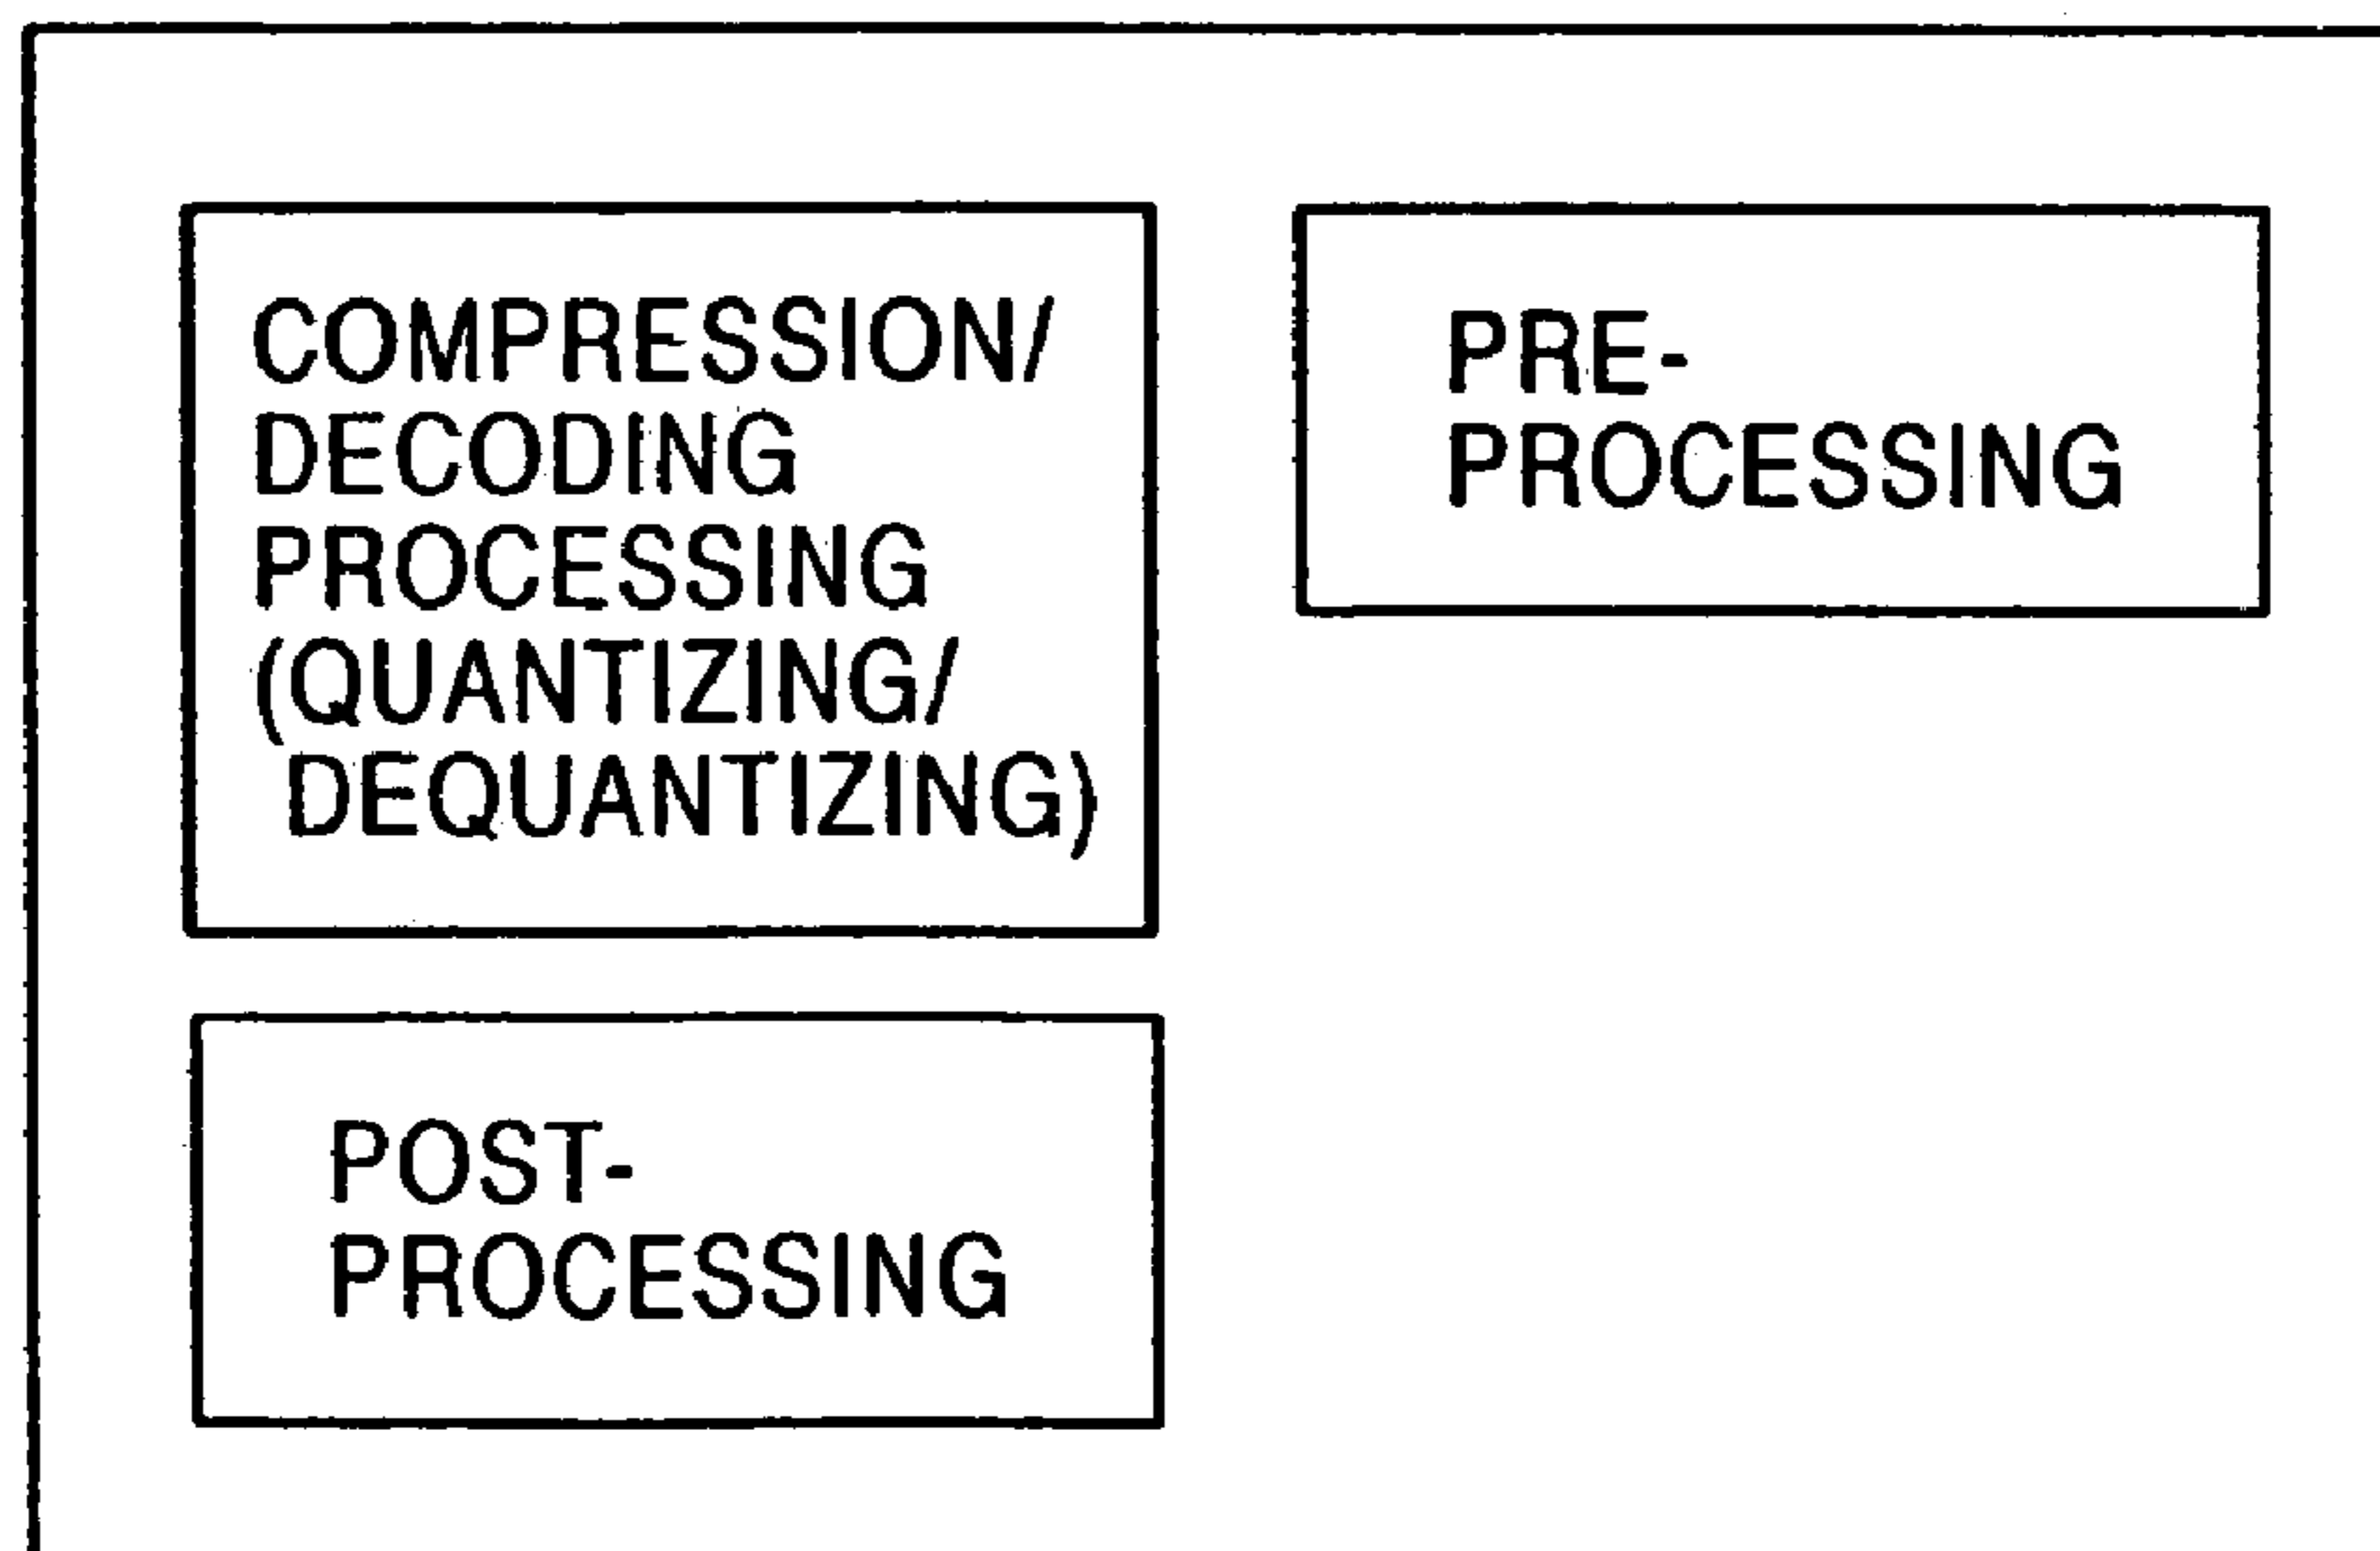 COMPRESSION/
DECODING
PROCESSING
(QUANTIZING/
DEQUANTIZING)
PRE-
PROCESSING
POST-
PROCESSING